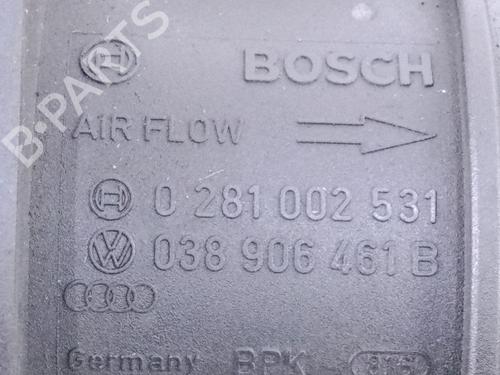 BOSCH
AIR FLOW
0 281 002 531
038 906 461 B
Germany BPK
B-PARTS